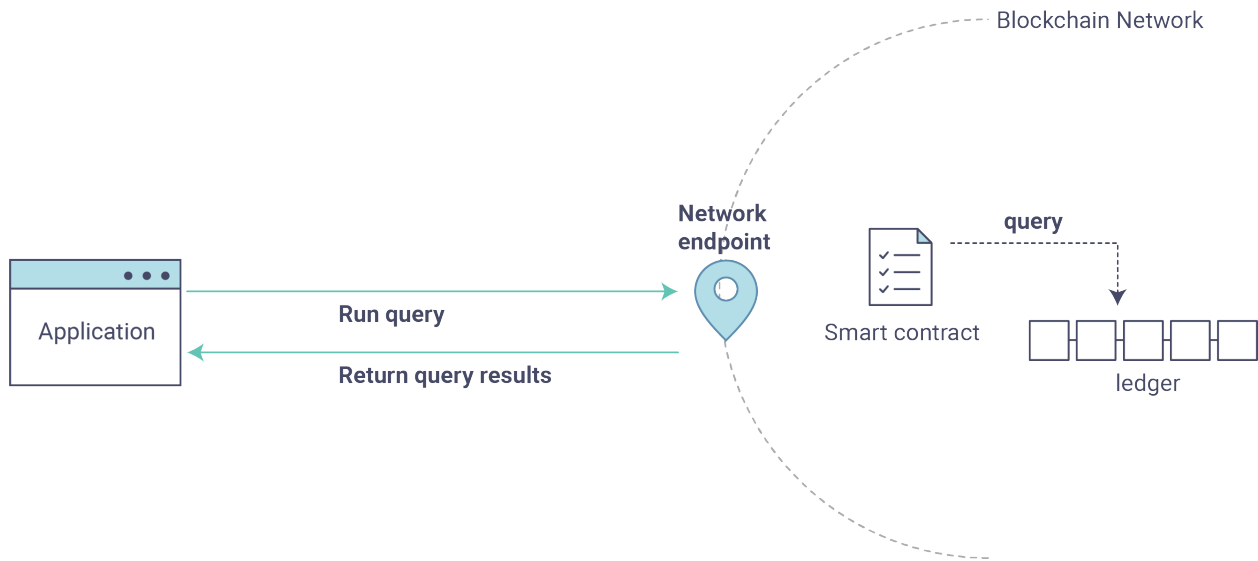 Blockchain Network
Network
endpoint
query
Run query
Application
Smart contract
Return query results
ledger